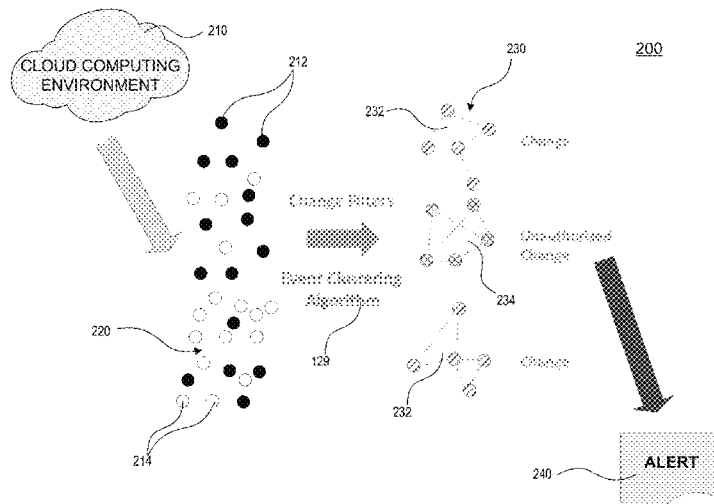 210
CLOUD COMPUTING
ENVIRONMENT
200
212
230
232
Change
Change Filters
Unauthorized
Change
Event Clustering
Algorithm
234
220
129
Change
232
214
240
ALERT